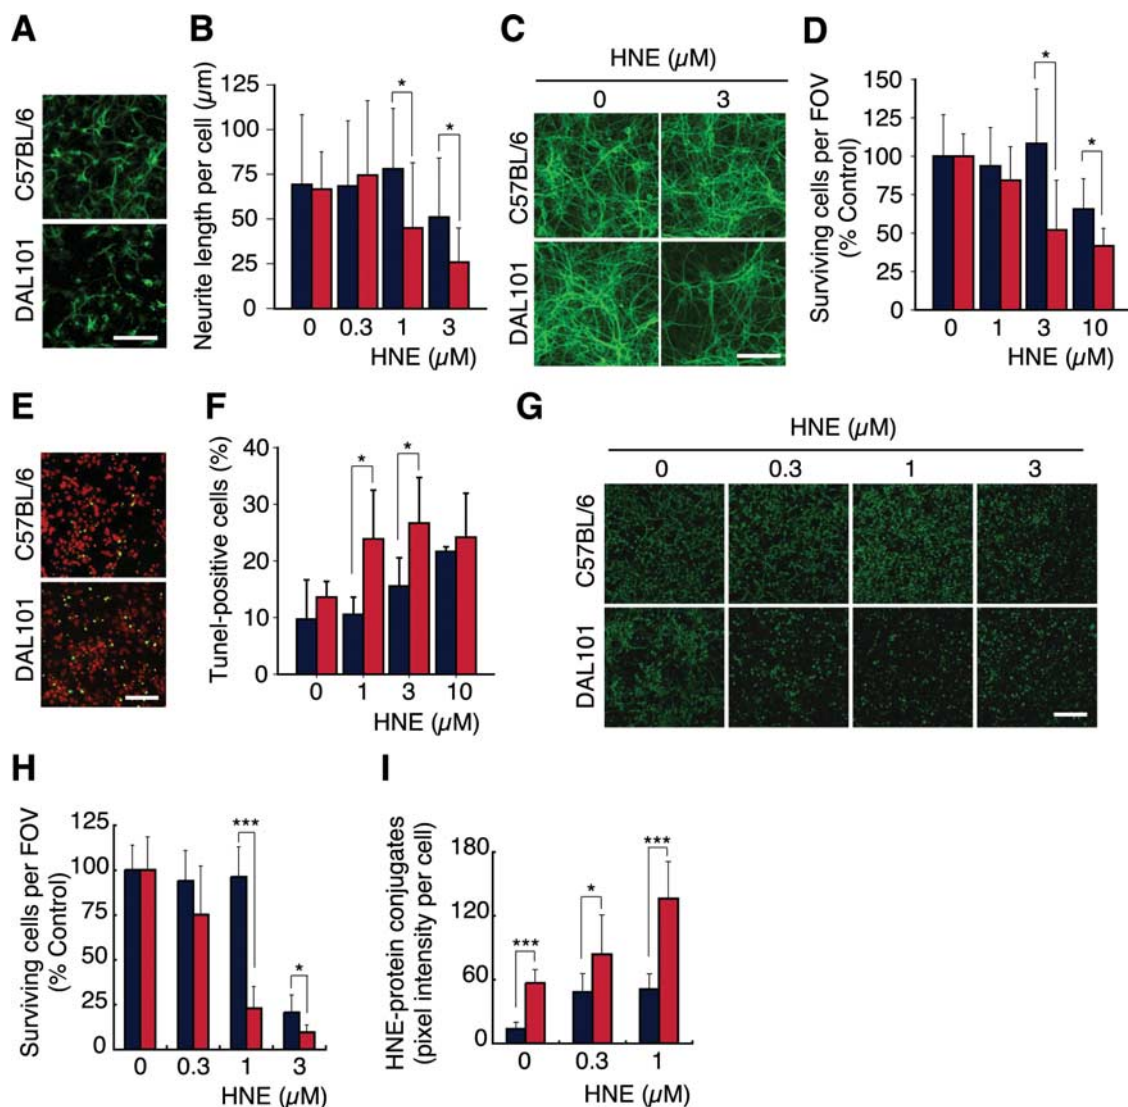 A
C57BL/6
DAL101
B
Neurite length per cell (µm)
125
100
75
50
25
0
*
*
0 0.3 1 3
HNE (µM)
C
HNE (µM)
0 3
C57BL/6
DAL101
D
Surviving cells per FOV
(% Control)
150
125
100
75
50
25
0
*
*
0 1 3 10
HNE (µM)
E
C57BL/6
DAL101
F
Tunel-positive cells (%)
40
30
20
10
0
*
*
0 1 3 10
HNE (µM)
G
HNE (µM)
0 0.3 1 3
C57BL/6
DAL101
H
Surviving cells per FOV
(% Control)
125
100
75
50
25
0
***
*
0 0.3 1 3
HNE (µM)
I
HNE-protein conjugates
(pixel intensity per cell)
180
120
60
0
***
*
***
0 0.3 1
HNE (µM)